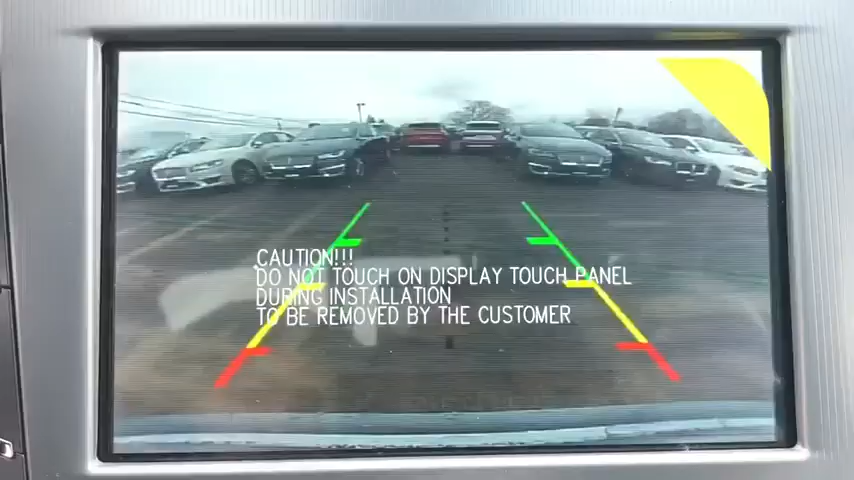 CAUTION!!!
DO NOT TOUCH ON DISPLAY TOUCH PANEL
DURING INSTALLATION
TO BE REMOVED BY THE CUSTOMER